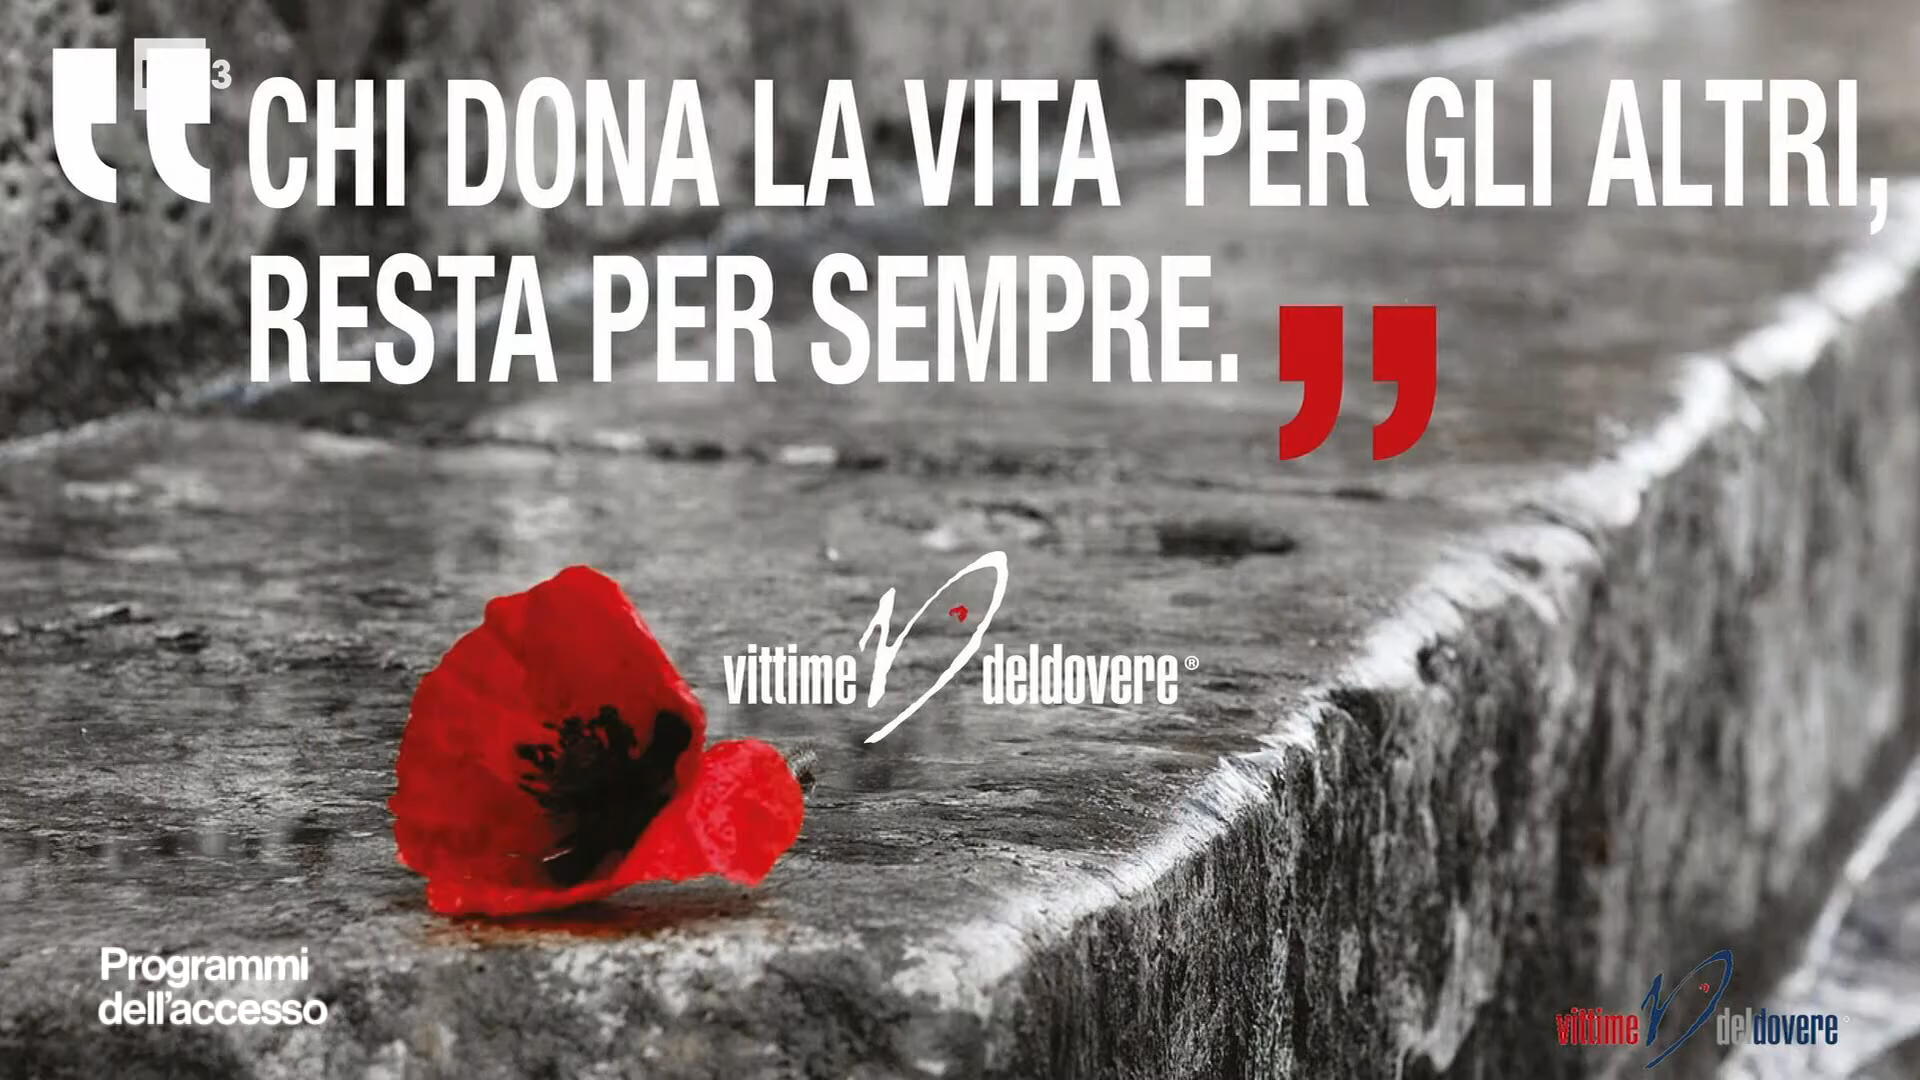 “ CHI DONA LA VITA PER GLI ALTRI,
RESTA PER SEMPRE. ”
vittime deldovere®
Programmi
dell'accesso
vittime deldovere